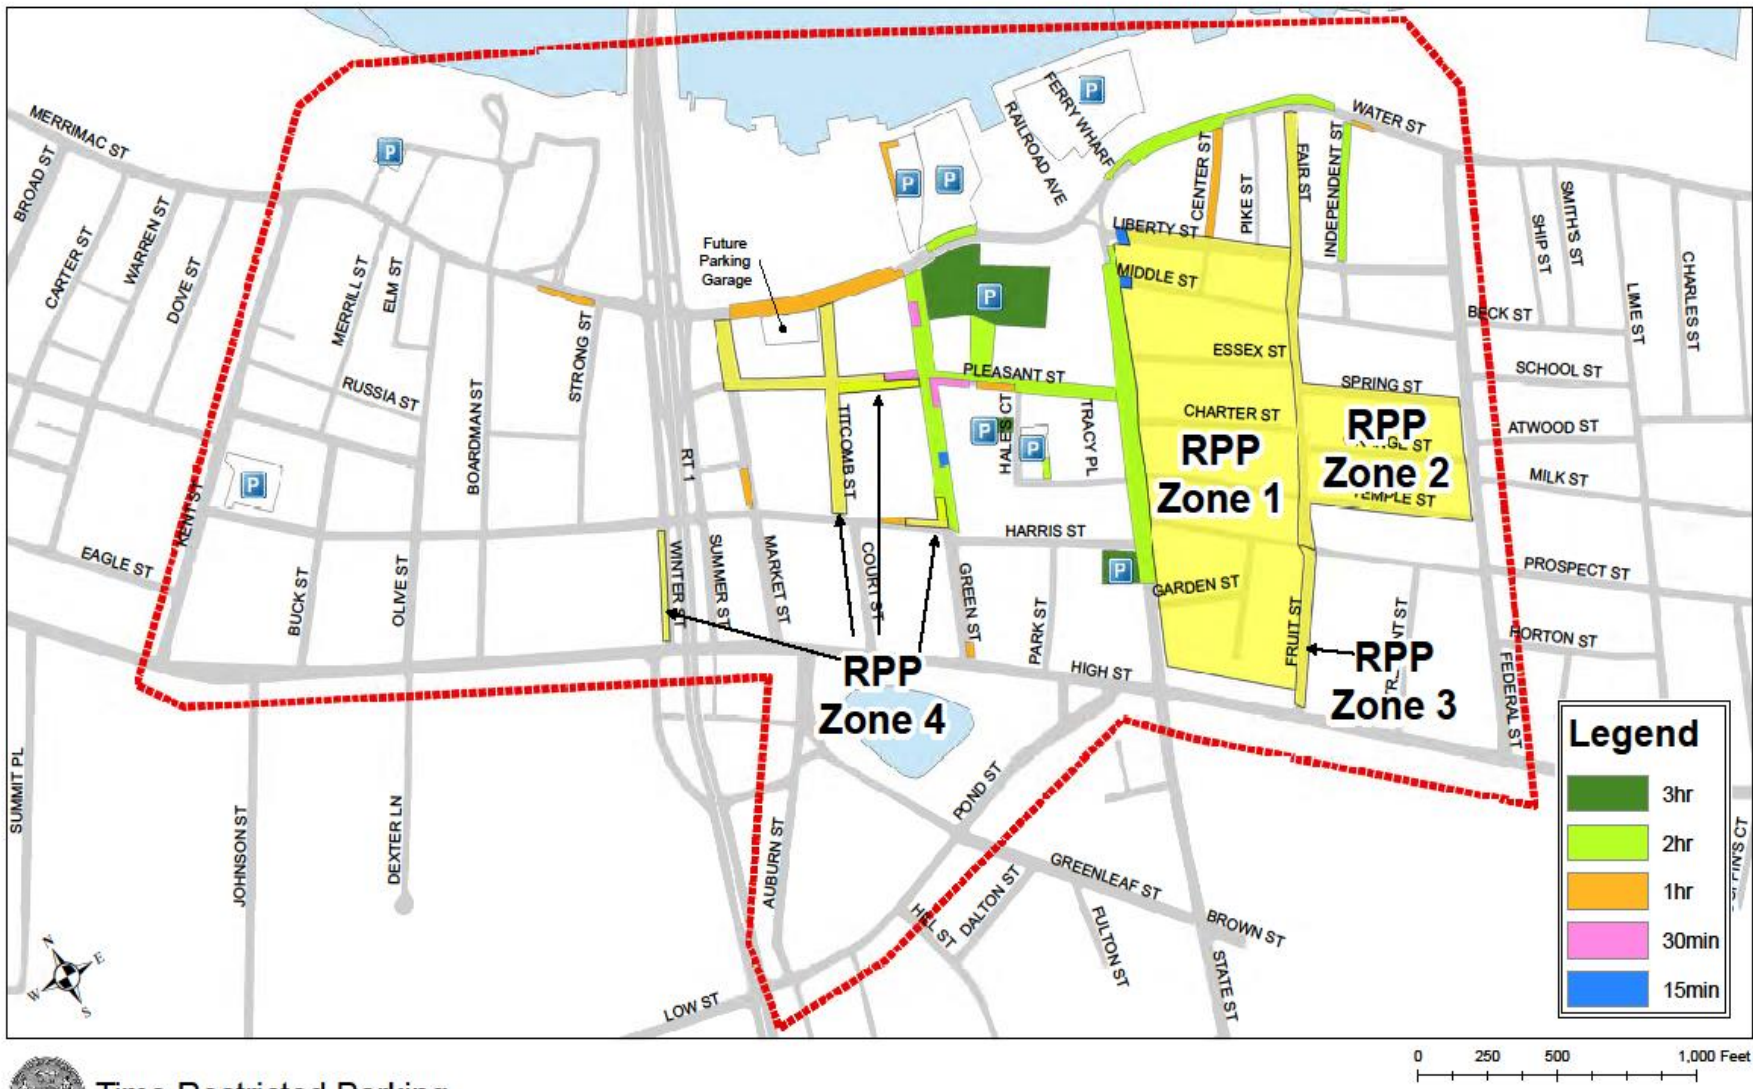 WATER ST
FERRY WHARF
RAILROAD AVE
MERRIMAC ST
BROAD ST
CARTER ST
WARREN ST
DOVE ST
MERRILL ST
ELM ST
STRONG ST
RUSSIA ST
BOARDMAN ST
KENT ST
EAGLE ST
BUCK ST
OLIVE ST
RT 1
WINTER ST
SUMMER ST
MARKET ST
TITCOMB ST
COURT ST
GREEN ST
PARK ST
HARRIS ST
HALES CT
TRACY PL
PLEASANT ST
Future
Parking
Garage
P
P
P
P
P
P
P
P
P
LIBERTY ST
CENTER ST
PIKE ST
FAIR ST
INDEPENDENT ST
MIDDLE ST
ESSEX ST
CHARTER ST
GARDEN ST
FRUIT ST
SPRING ST
TEMPLE ST
RPP
Zone 1
RPP
Zone 2
RPP
Zone 3
RPP
Zone 4
SHIP ST
SMITH'S ST
LIME ST
CHARLES ST
BECK ST
SCHOOL ST
ATWOOD ST
MILK ST
PROSPECT ST
HORTON ST
FEDERAL ST
HIGH ST
SUMMIT PL
JOHNSON ST
DEXTER LN
AUBURN ST
POND ST
GREENLEAF ST
HILL ST
DALTON ST
FULTON ST
BROWN ST
STATE ST
LOW ST
N
E
W
S
Legend
3hr
2hr
1hr
30min
15min
0 250 500 1,000 Feet
Time Restricted Parking